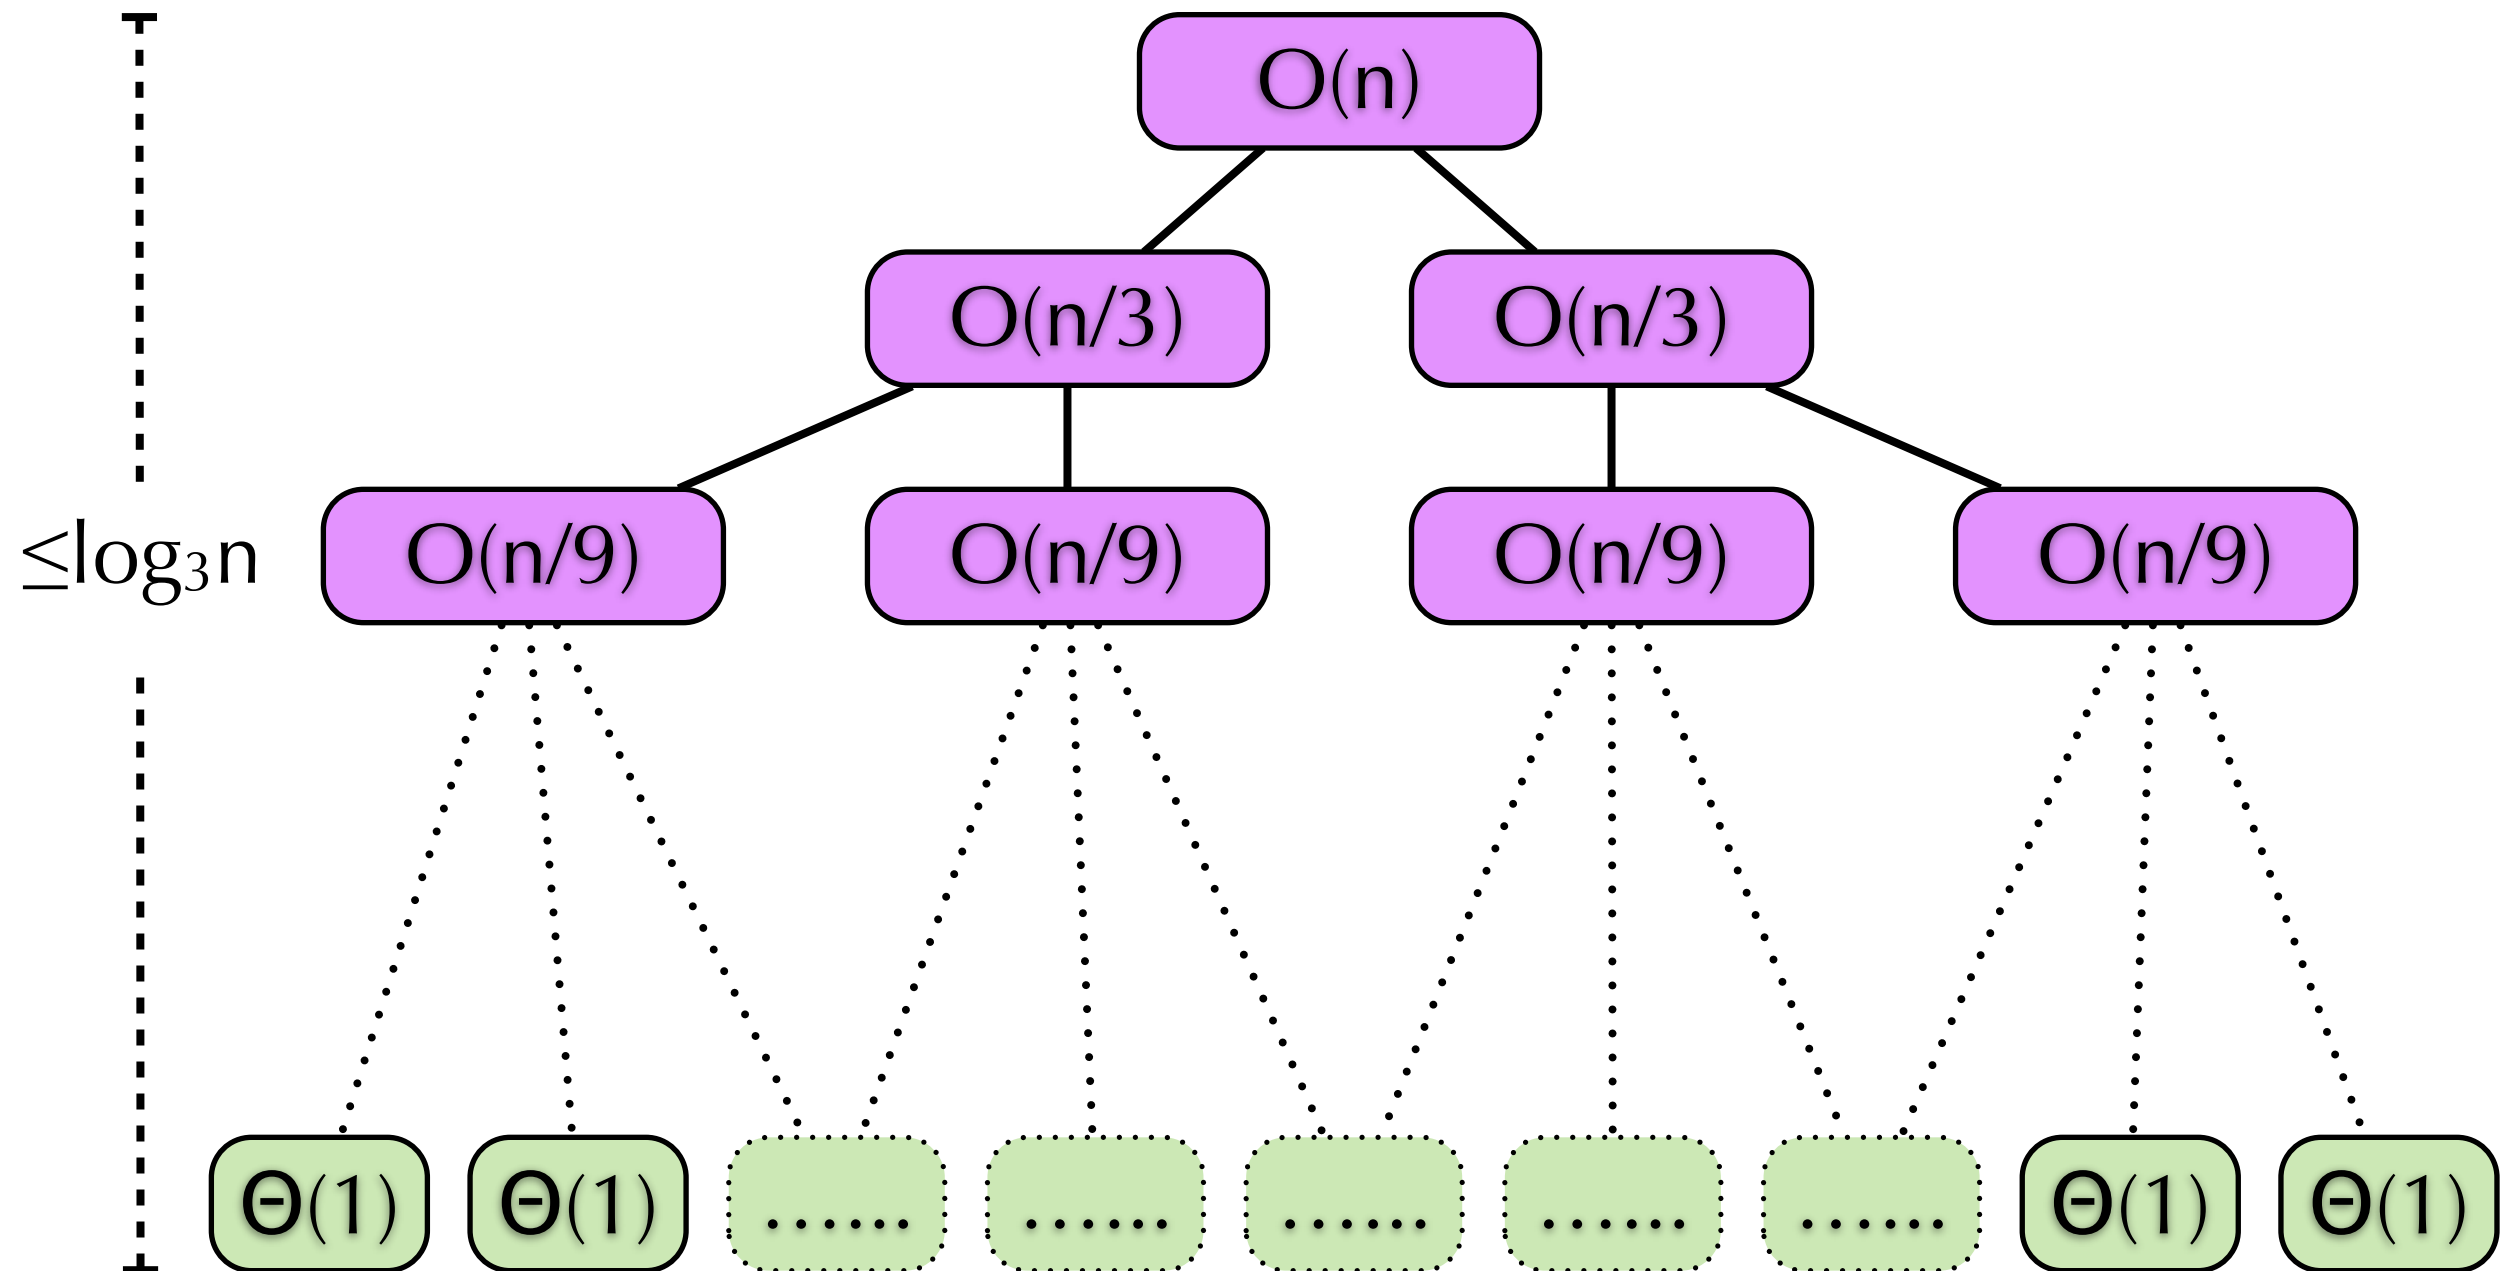 O(n)
O(n/3) O(n/3)
≤log₃n O(n/9) O(n/9) O(n/9) O(n/9)
Θ(1) Θ(1) ...... ...... ...... ...... ...... Θ(1) Θ(1)